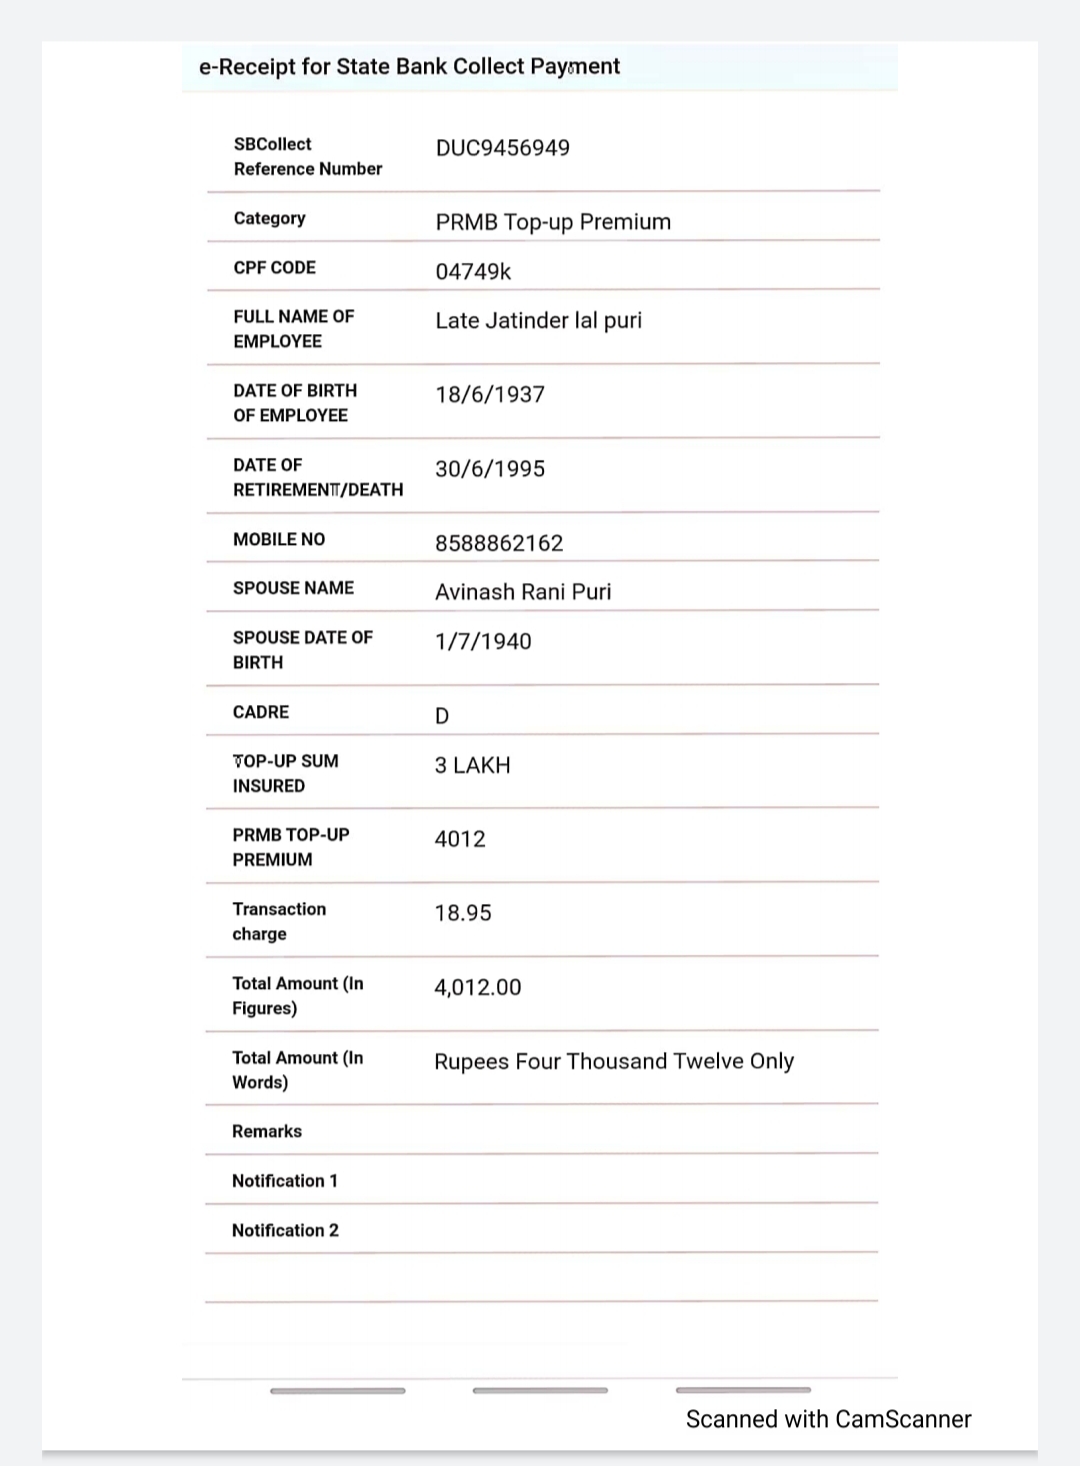 e-Receipt for State Bank Collect Payment
SBCollect
Reference Number
DUC9456949
Category
PRMB Top-up Premium
CPF CODE
04749k
FULL NAME OF
EMPLOYEE
Late Jatinder lal puri
DATE OF BIRTH
OF EMPLOYEE
18/6/1937
DATE OF
RETIREMENT/DEATH
30/6/1995
MOBILE NO
8588862162
SPOUSE NAME
Avinash Rani Puri
SPOUSE DATE OF
BIRTH
1/7/1940
CADRE
D
TOP-UP SUM
INSURED
3 LAKH
PRMB TOP-UP
PREMIUM
4012
Transaction
charge
18.95
Total Amount (In
Figures)
4,012.00
Total Amount (In
Words)
Rupees Four Thousand Twelve Only
Remarks
Notification 1
Notification 2
Scanned with CamScanner